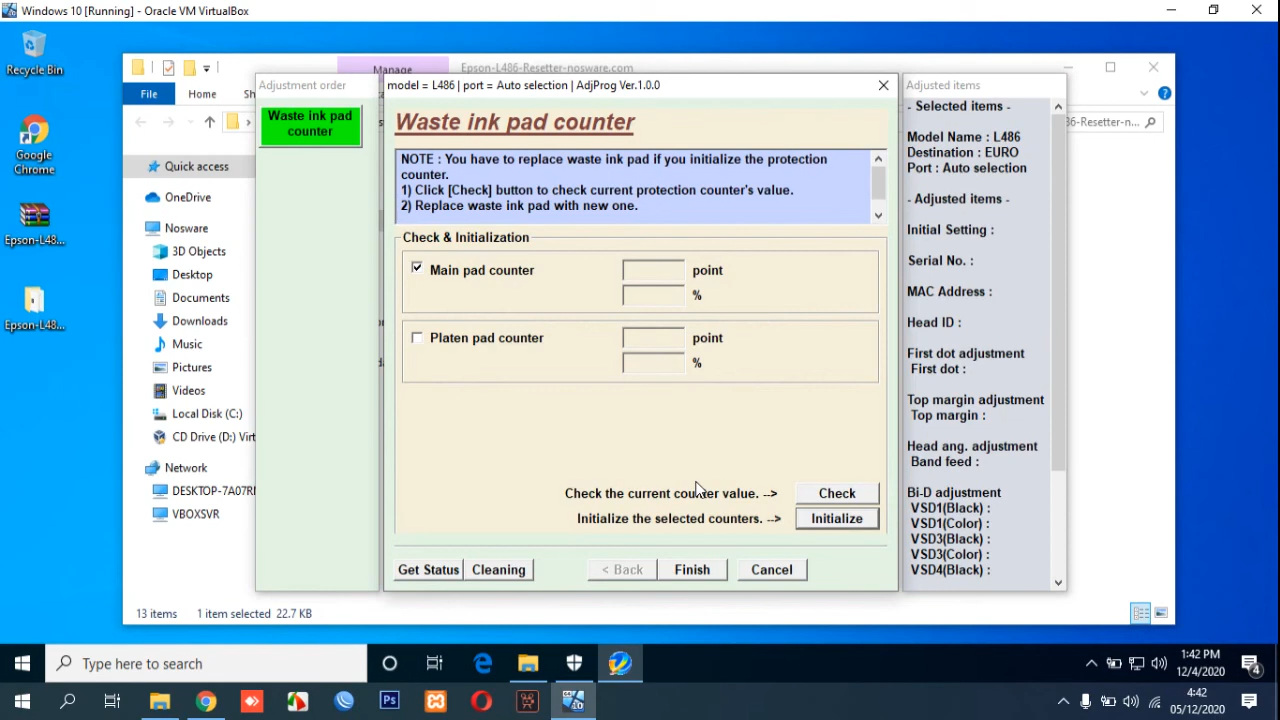 Windows 10 [Running] - Oracle VM VirtualBox
Recycle Bin
Google
Chrome
Epson-L48...
Epson-L48...
Manage
Epson-L486-Resetter-nosware.com
File
Home
86-Resetter-n...
Quick access
OneDrive
Nosware
3D Objects
Desktop
Documents
Downloads
Music
Pictures
Videos
Local Disk (C:)
CD Drive (D:) Virt
Network
DESKTOP-7A07RI
VBOXSVR
13 items
1 item selected 22.7 KB
Adjustment order
Waste ink pad
counter
model = L486 | port = Auto selection | AdjProg Ver.1.0.0
Waste ink pad counter
NOTE : You have to replace waste ink pad if you initialize the protection
counter.
1) Click [Check] button to check current protection counter's value.
2) Replace waste ink pad with new one.
Check & Initialization
Main pad counter
point
%
Platen pad counter
point
%
Check the current counter value. -->
Check
Initialize the selected counters. -->
Initialize
Get Status
Cleaning
< Back
Finish
Cancel
Adjusted items
- Selected items -
Model Name : L486
Destination : EURO
Port : Auto selection
- Adjusted items -
Initial Setting :
Serial No. :
MAC Address :
Head ID :
First dot adjustment
First dot :
Top margin adjustment
Top margin :
Head ang. adjustment
Band feed :
Bi-D adjustment
VSD1(Black) :
VSD1(Color) :
VSD3(Black) :
VSD3(Color) :
VSD4(Black) :
Type here to search
1:42 PM
12/4/2020
4
Ps
4:42
05/12/2020